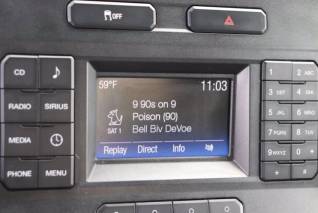 OFF
CD
RADIO
SIRIUS
MEDIA
PHONE
MENU
59°F
11:03
9 90s on 9
Poison (90)
Bell Biv DeVoe
SAT 1
Replay Direct Info
1
2 ABC
3 DEF
4 GHI
5 JKL
6 MNO
7 PQRS
8 TUV
9 WXYZ
0 +
*
#